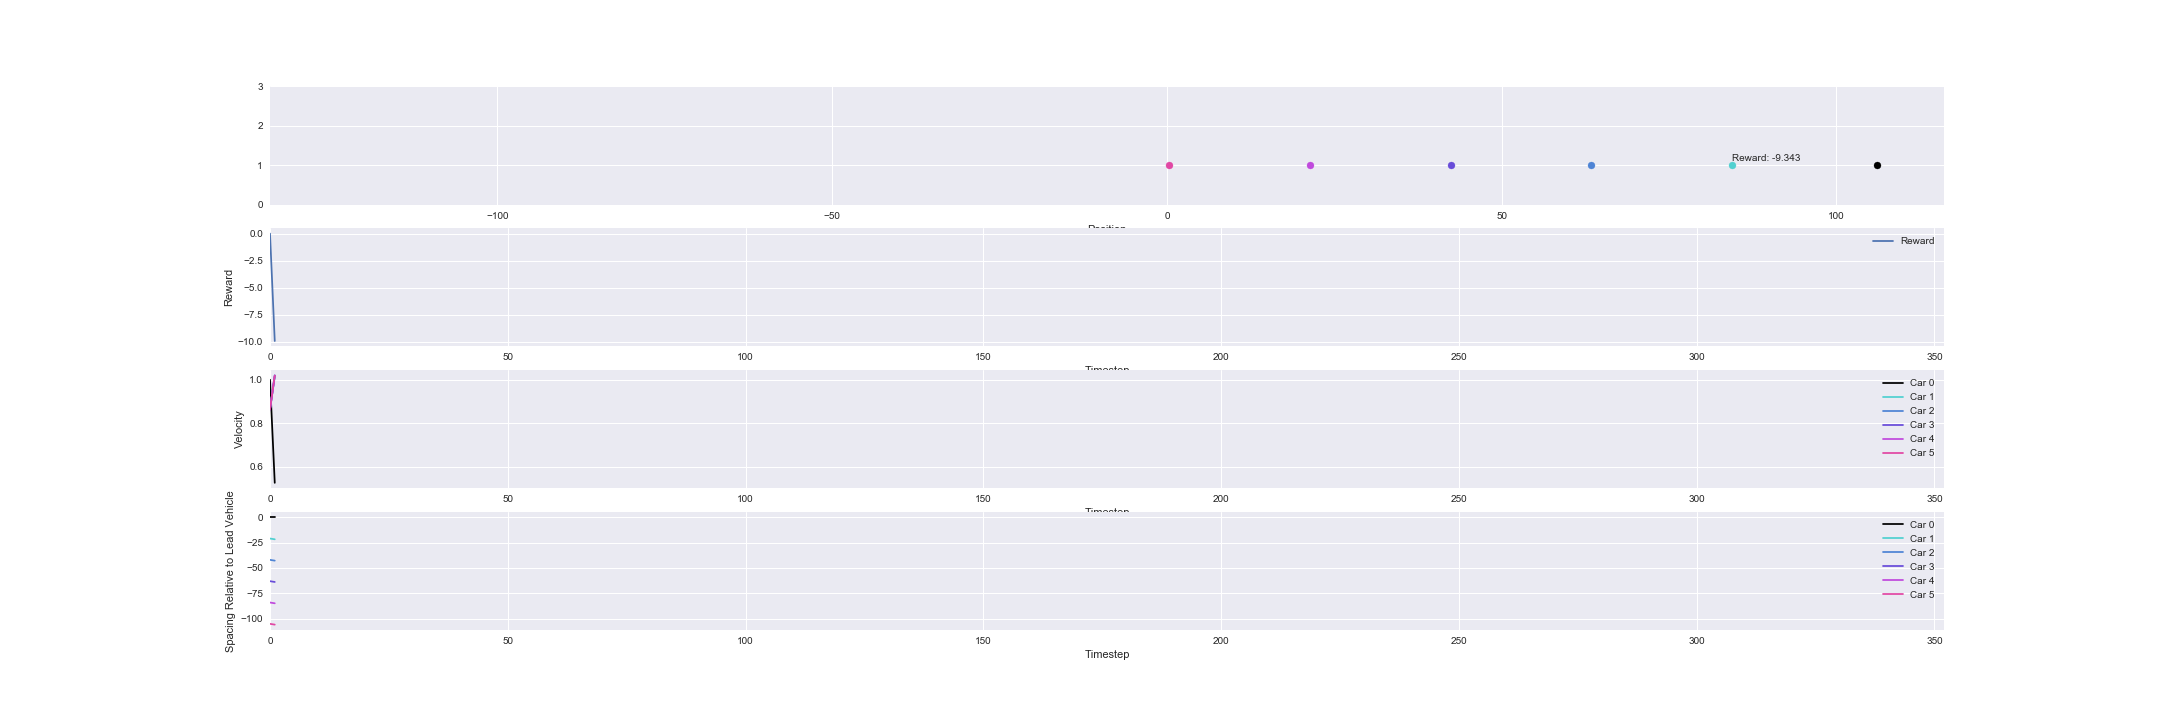 3
2
1
0
Reward: -9.343
−100 −50 0 50 100
Position
0.0
−2.5
−5.0
−7.5
−10.0
Reward
Reward
0 50 100 150 200 250 300 350
Timestep
1.0
0.8
0.6
Velocity
Car 0
Car 1
Car 2
Car 3
Car 4
Car 5
0 50 100 150 200 250 300 350
Timestep
0
−25
−50
−75
−100
Spacing Relative to Lead Vehicle
Car 0
Car 1
Car 2
Car 3
Car 4
Car 5
0 50 100 150 200 250 300 350
Timestep